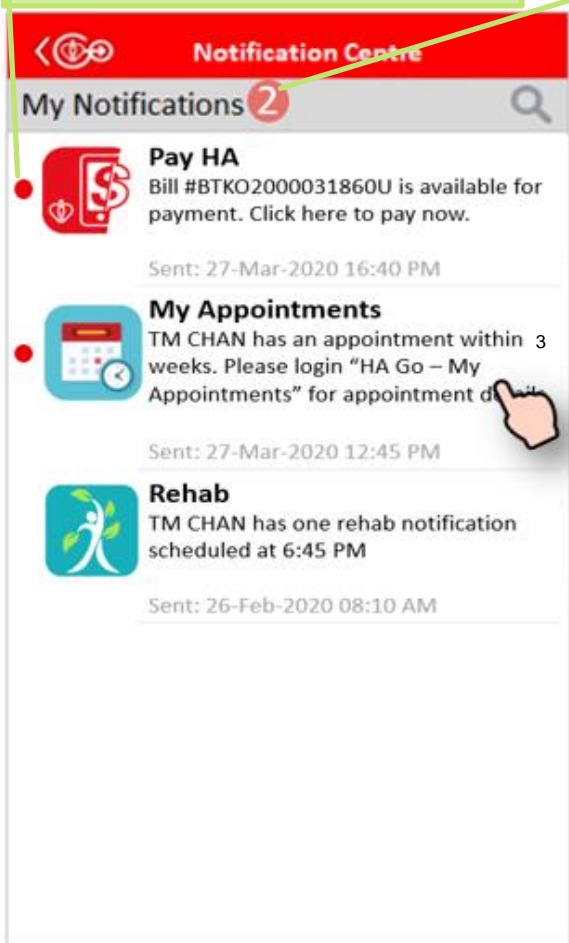 Notification Centre
My Notifications 2
Pay HA
Bill #BTKO2000031860U is available for
payment. Click here to pay now.
Sent: 27-Mar-2020 16:40 PM
My Appointments
TM CHAN has an appointment within 3
weeks. Please login “HA Go – My
Appointments” for appointment details
Sent: 27-Mar-2020 12:45 PM
Rehab
TM CHAN has one rehab notification
scheduled at 6:45 PM
Sent: 26-Feb-2020 08:10 AM